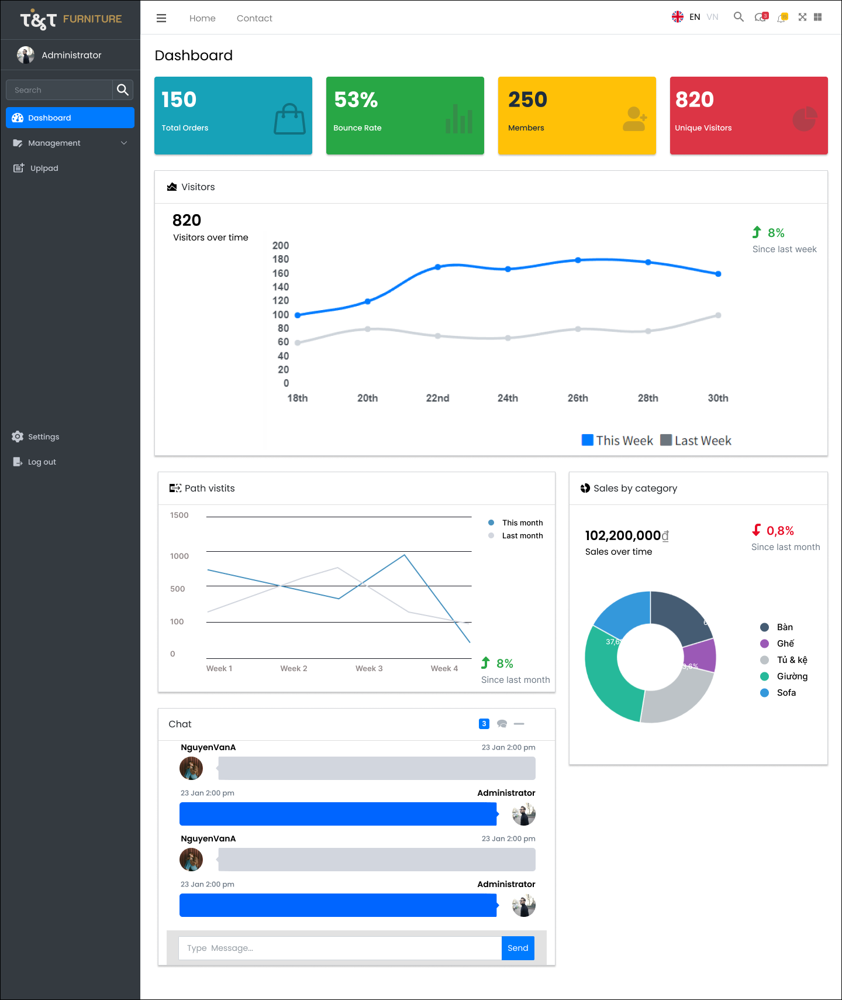 T&T FURNITURE
Administrator
Search
Dashboard
Management
Uplpad
Settings
Log out
Home
Contact
EN VN
3
Dashboard
150
Total Orders
53%
Bounce Rate
250
Members
820
Unique Visitors
Visitors
820
Visitors over time
8%
Since last week
200
180
160
140
120
100
80
60
40
20
0
18th 20th 22nd 24th 26th 28th 30th
This Week Last Week
Path vistits
1500
1000
500
100
0
Week 1 Week 2 Week 3 Week 4
This month
Last month
8%
Since last month
Sales by category
102,200,000₫
Sales over time
0,8%
Since last month
Bàn
Ghế
Tủ & kệ
Giường
Sofa
Chat
3
NguyenVanA
23 Jan 2:00 pm
23 Jan 2:00 pm
Administrator
NguyenVanA
23 Jan 2:00 pm
23 Jan 2:00 pm
Administrator
Type Message...
Send